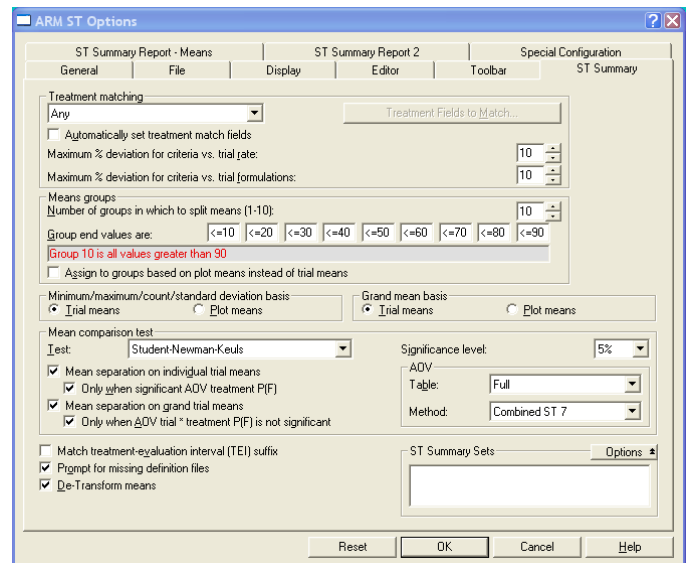 ARM ST Options
ST Summary Report - Means ST Summary Report 2 Special Configuration
General File Display Editor Toolbar ST Summary
Treatment matching
Any Treatment Fields to Match...
Automatically set treatment match fields
Maximum % deviation for criteria vs. trial rate: 10
Maximum % deviation for criteria vs. trial formulations: 10
Means groups
Number of groups in which to split means (1-10): 10
Group end values are: <=10 <=20 <=30 <=40 <=50 <=60 <=70 <=80 <=90
Group 10 is all values greater than 90
Assign to groups based on plot means instead of trial means
Minimum/maximum/count/standard deviation basis Grand mean basis
Trial means Plot means Trial means Plot means
Mean comparison test
Test: Student-Newman-Keuls Significance level: 5%
Mean separation on individual trial means AOV
Only when significant AOV treatment P(F) Table: Full
Mean separation on grand trial means
Only when AOV trial * treatment P(F) is not significant Method: Combined ST 7
Match treatment-evaluation interval (TEI) suffix ST Summary Sets Options
Prompt for missing definition files
De-Transform means
Reset OK Cancel Help